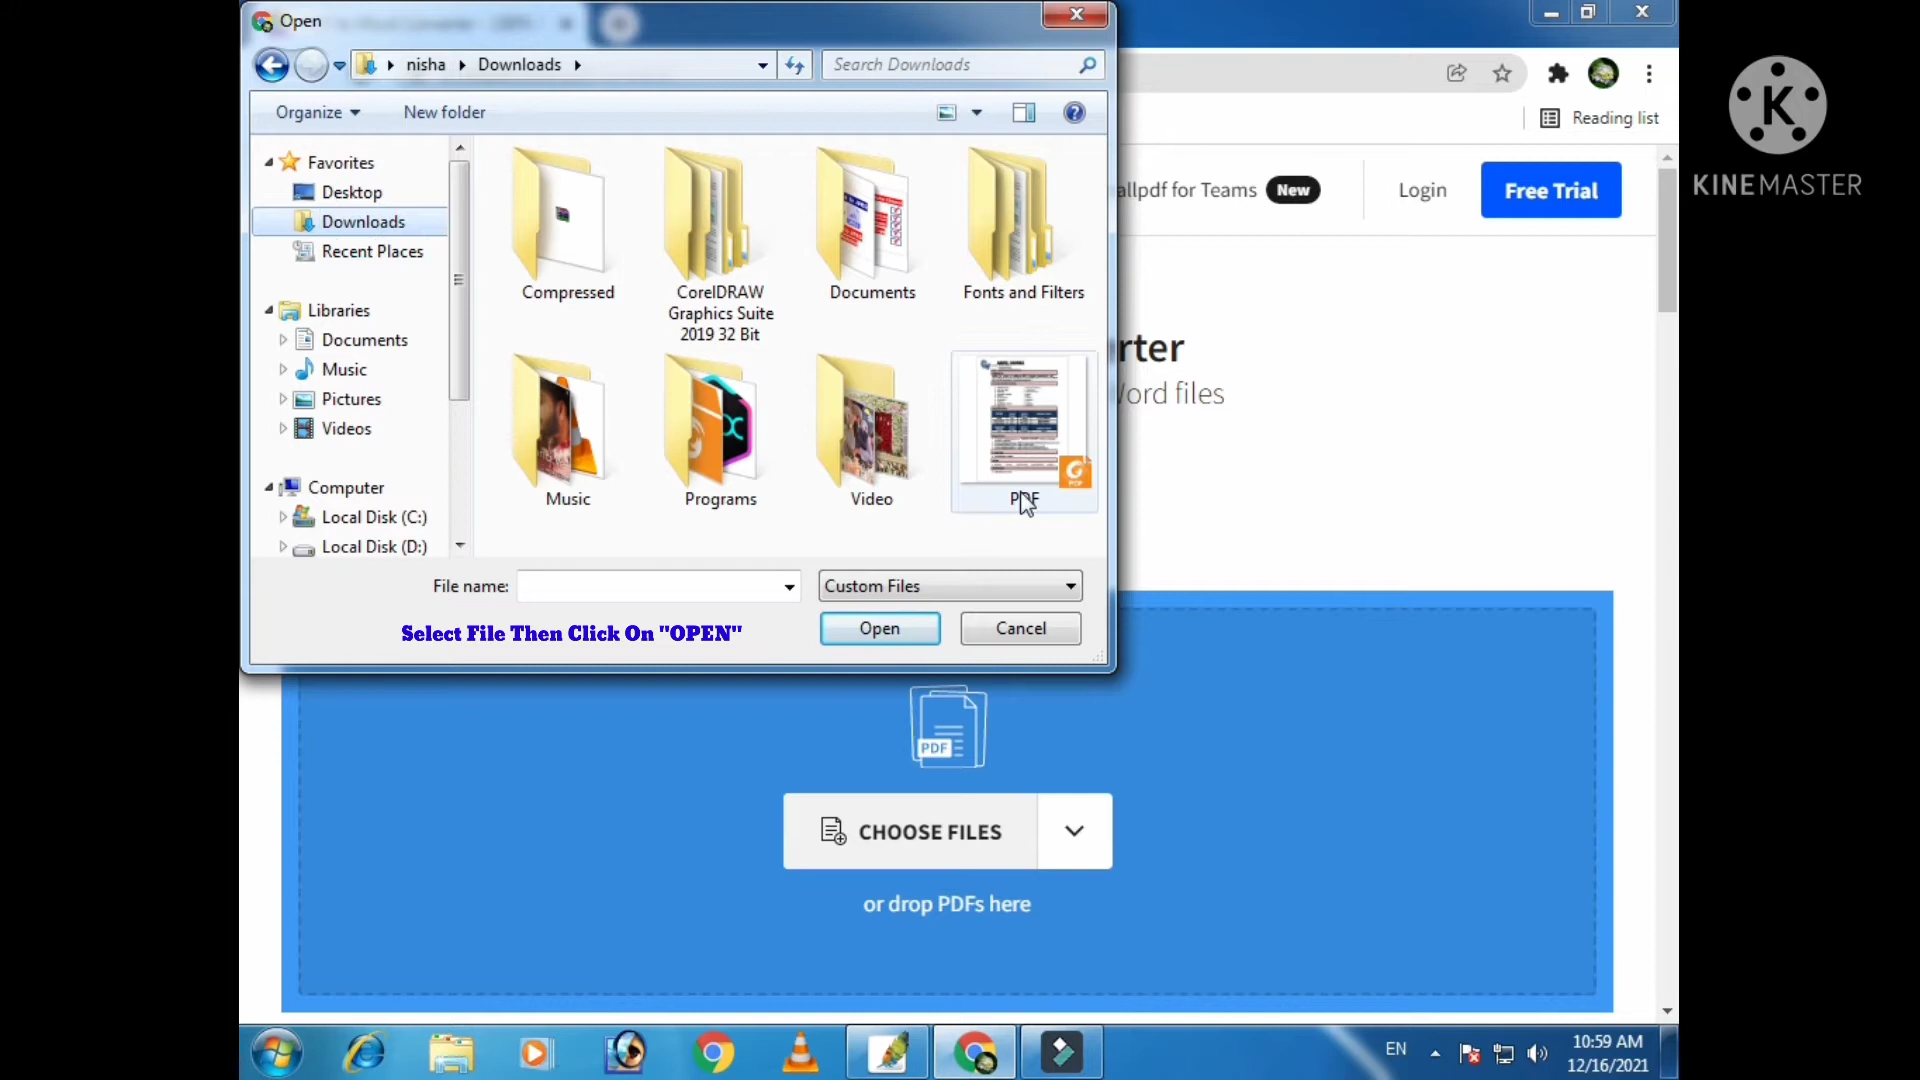 Open
nisha
Downloads
Search Downloads
Organize
New folder
Favorites
Desktop
Downloads
Recent Places
Libraries
Documents
Music
Pictures
Videos
Computer
Local Disk (C:)
Local Disk (D:)
Compressed
CorelDRAW
Graphics Suite
2019 32 Bit
Documents
Fonts and Filters
Music
Programs
Video
PDF
File name:
Custom Files
Select File Then Click On "OPEN"
Open
Cancel
Reading list
allpdf for Teams
New
Login
Free Trial
rter
Word files
PDF
CHOOSE FILES
or drop PDFs here
EN
10:59 AM
12/16/2021
K
KINEMASTER